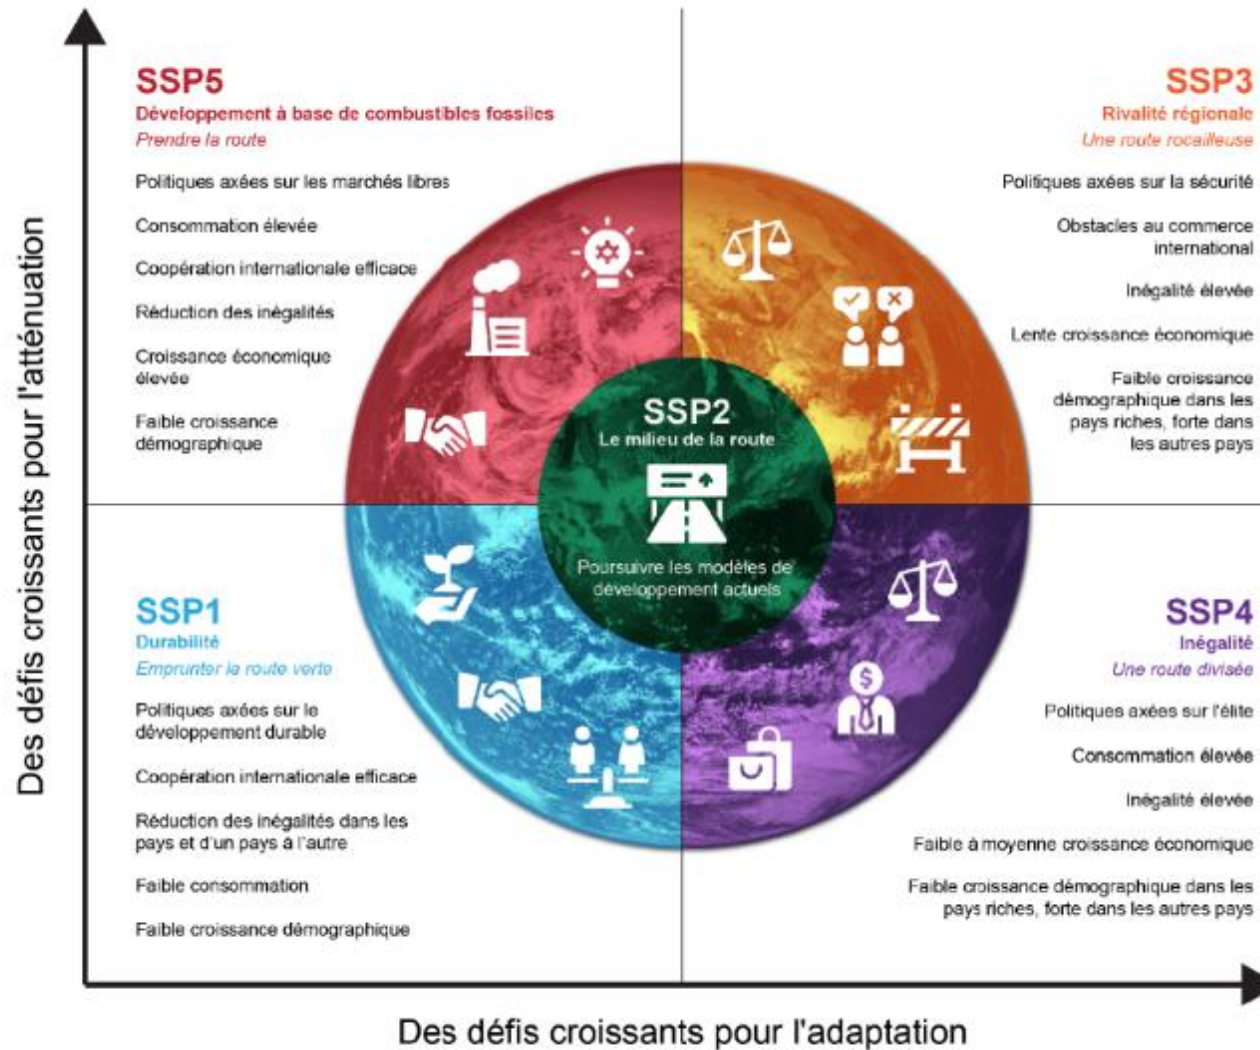 SSP5
Développement à base de combustibles fossiles
Prendre la route
Politiques axées sur les marchés libres
Consommation élevée
Coopération internationale efficace
Réduction des inégalités
Croissance économique
élevée
Faible croissance
démographique
SSP3
Rivalité régionale
Une route rocailleuse
Politiques axées sur la sécurité
Obstacles au commerce
international
Inégalité élevée
Lente croissance économique
Faible croissance
démographique dans les
pays riches, forte dans
les autres pays
SSP2
Le milieu de la route
Poursuivre les modèles de
développement actuels
SSP1
Durabilité
Emprunter la route verte
Politiques axées sur le
développement durable
Coopération internationale efficace
Réduction des inégalités dans les
pays et d'un pays à l'autre
Faible consommation
Faible croissance démographique
SSP4
Inégalité
Une route divisée
Politiques axées sur l'élite
Consommation élevée
Inégalité élevée
Faible à moyenne croissance économique
Faible croissance démographique dans les
pays riches, forte dans les autres pays
$
Des défis croissants pour l'atténuation
Des défis croissants pour l'adaptation